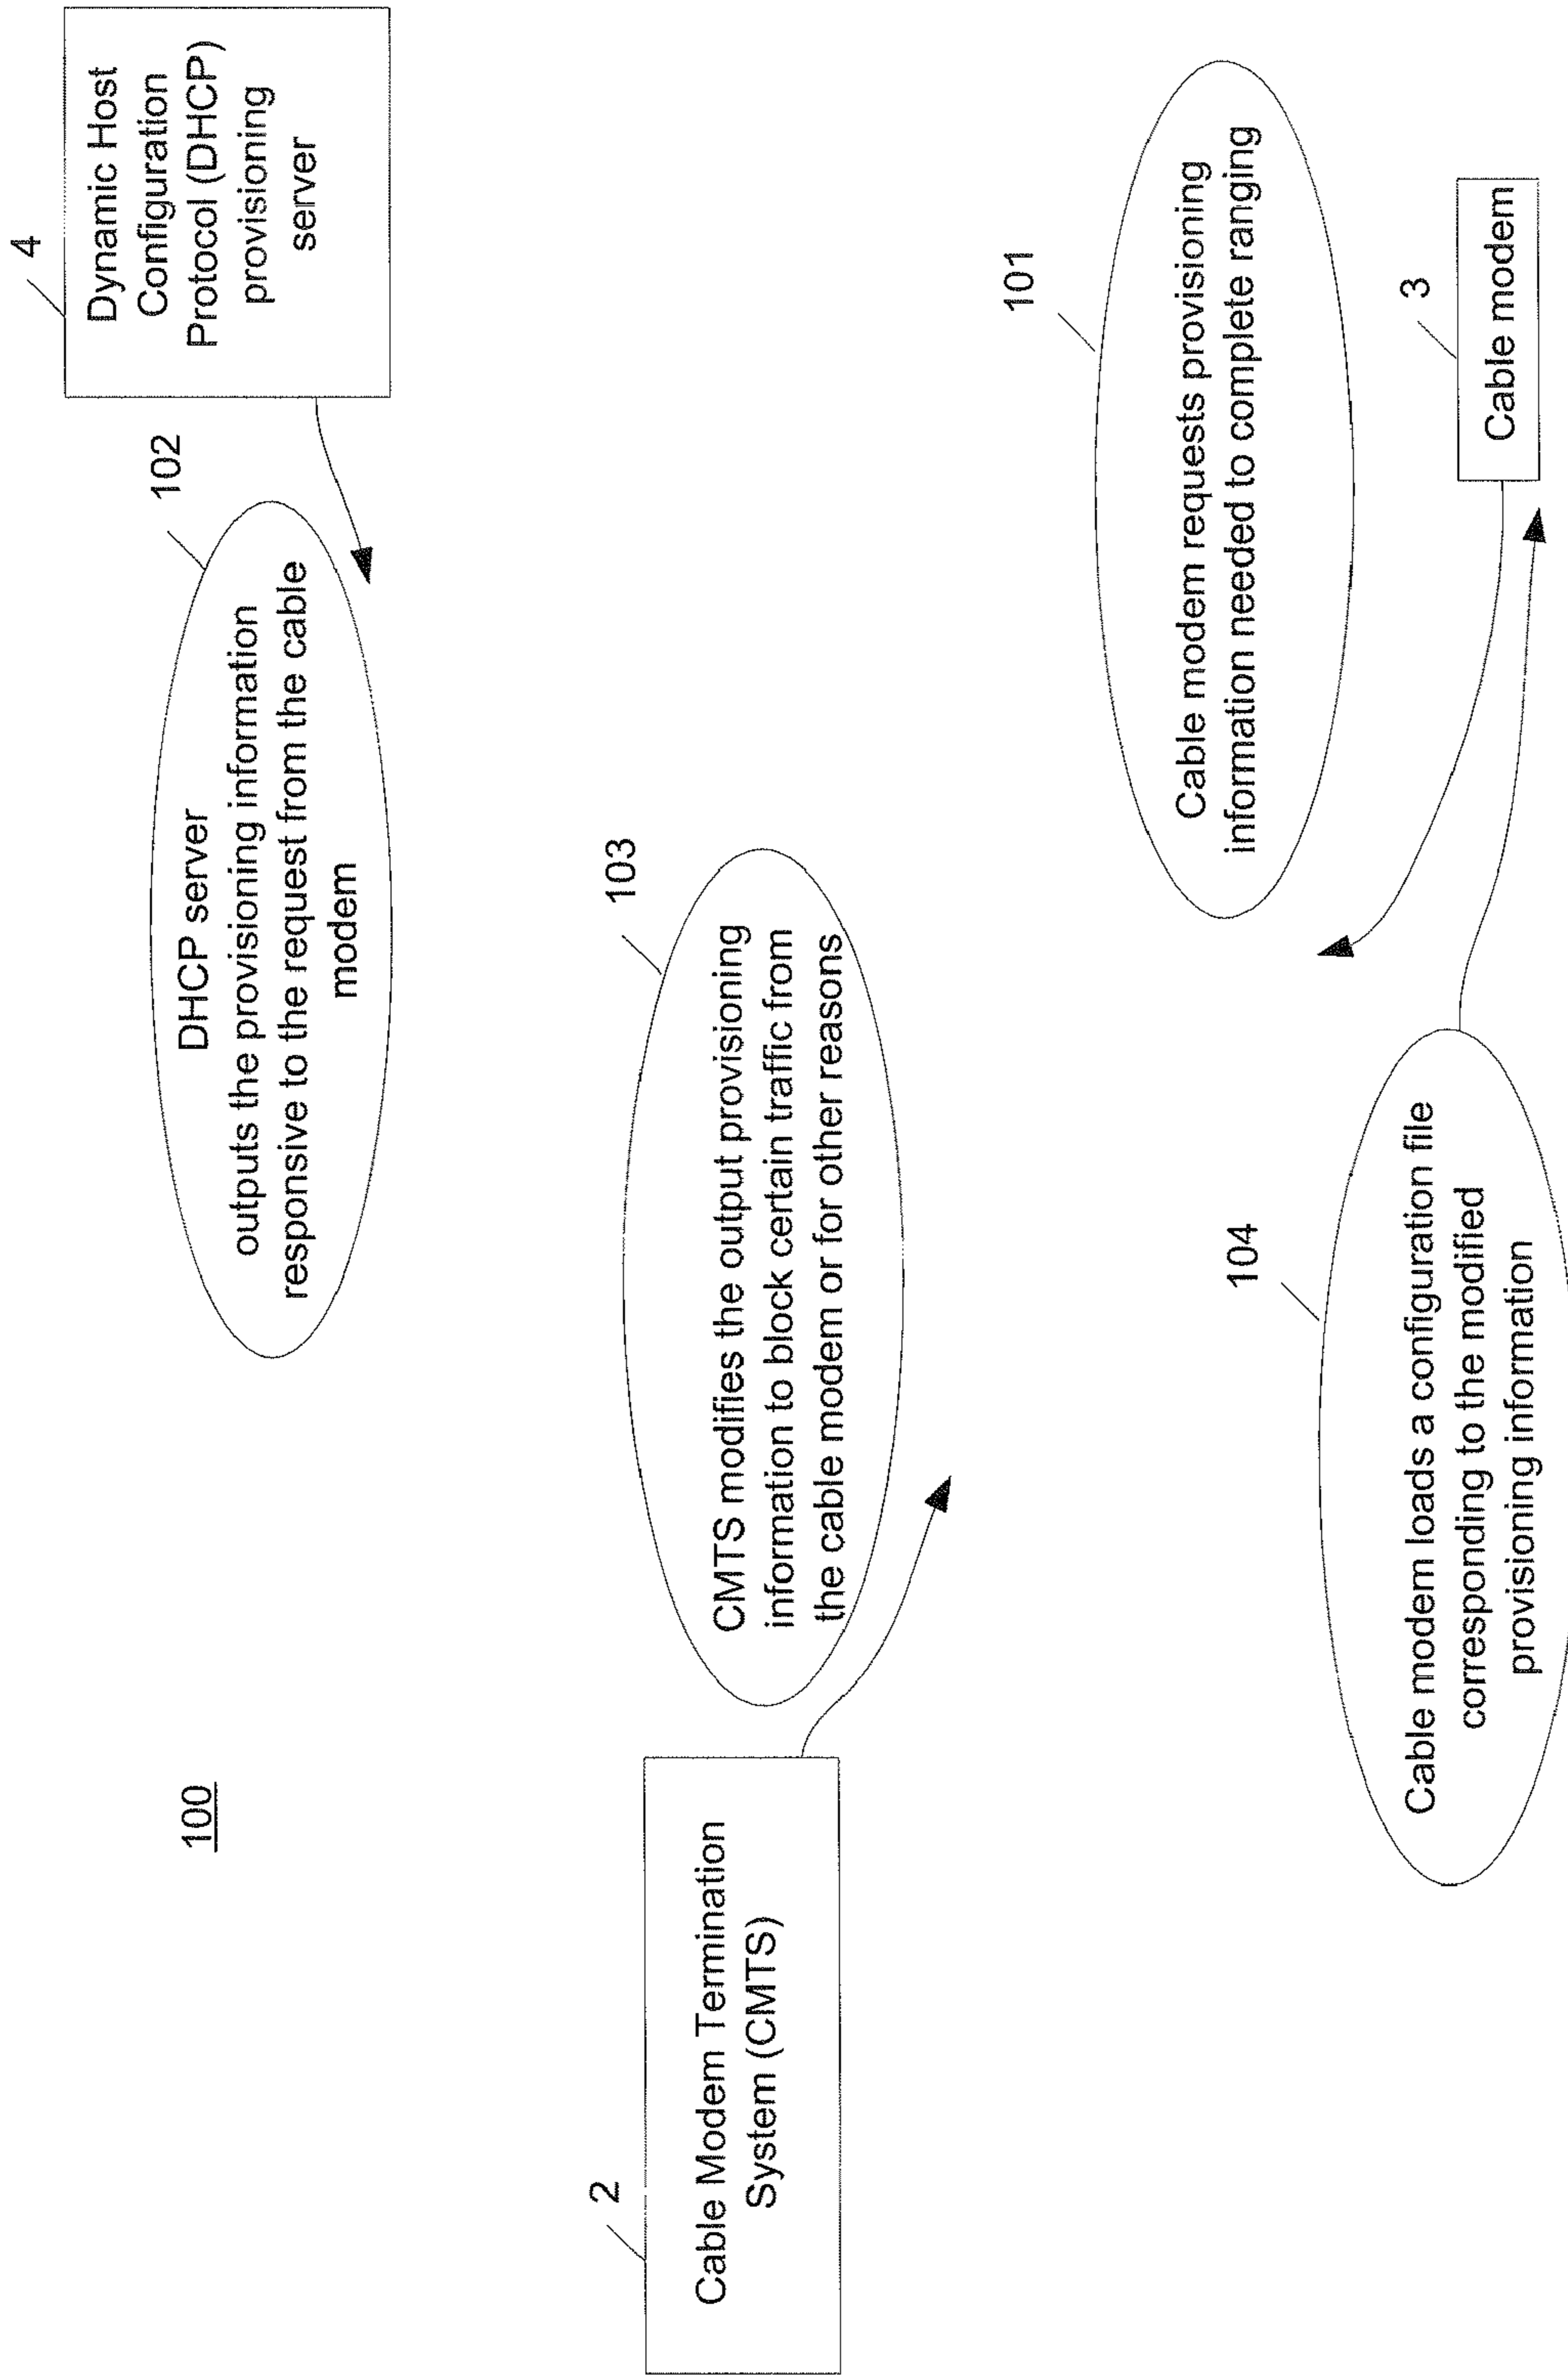 100
4
Dynamic Host
Configuration
Protocol (DHCP)
provisioning
server
102
DHCP server
outputs the provisioning information
responsive to the request from the cable
modem
2
Cable Modem Termination
System (CMTS)
103
CMTS modifies the output provisioning
information to block certain traffic from
the cable modem or for other reasons
101
Cable modem requests provisioning
information needed to complete ranging
104
Cable modem loads a configuration file
corresponding to the modified
provisioning information
3
Cable modem